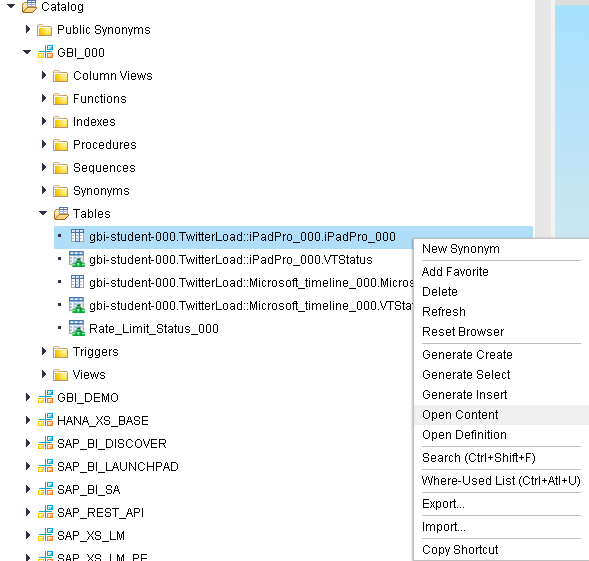 Catalog
Public Synonyms
GBI_000
Column Views
Functions
Indexes
Procedures
Sequences
Synonyms
Tables
gbi-student-000.TwitterLoad::iPadPro_000.iPadPro_000
gbi-student-000.TwitterLoad::iPadPro_000.VTStatus
gbi-student-000.TwitterLoad::Microsoft_timeline_000.Micros
gbi-student-000.TwitterLoad::Microsoft_timeline_000.VTSta
Rate_Limit_Status_000
Triggers
Views
GBI_DEMO
HANA_XS_BASE
SAP_BI_DISCOVER
SAP_BI_LAUNCHPAD
SAP_BI_SA
SAP_REST_API
SAP_XS_LM
SAP_XS_LM_PE
New Synonym
Add Favorite
Delete
Refresh
Reset Browser
Generate Create
Generate Select
Generate Insert
Open Content
Open Definition
Search (Ctrl+Shift+F)
Where-Used List (Ctrl+Atl+U)
Export...
Import...
Copy Shortcut